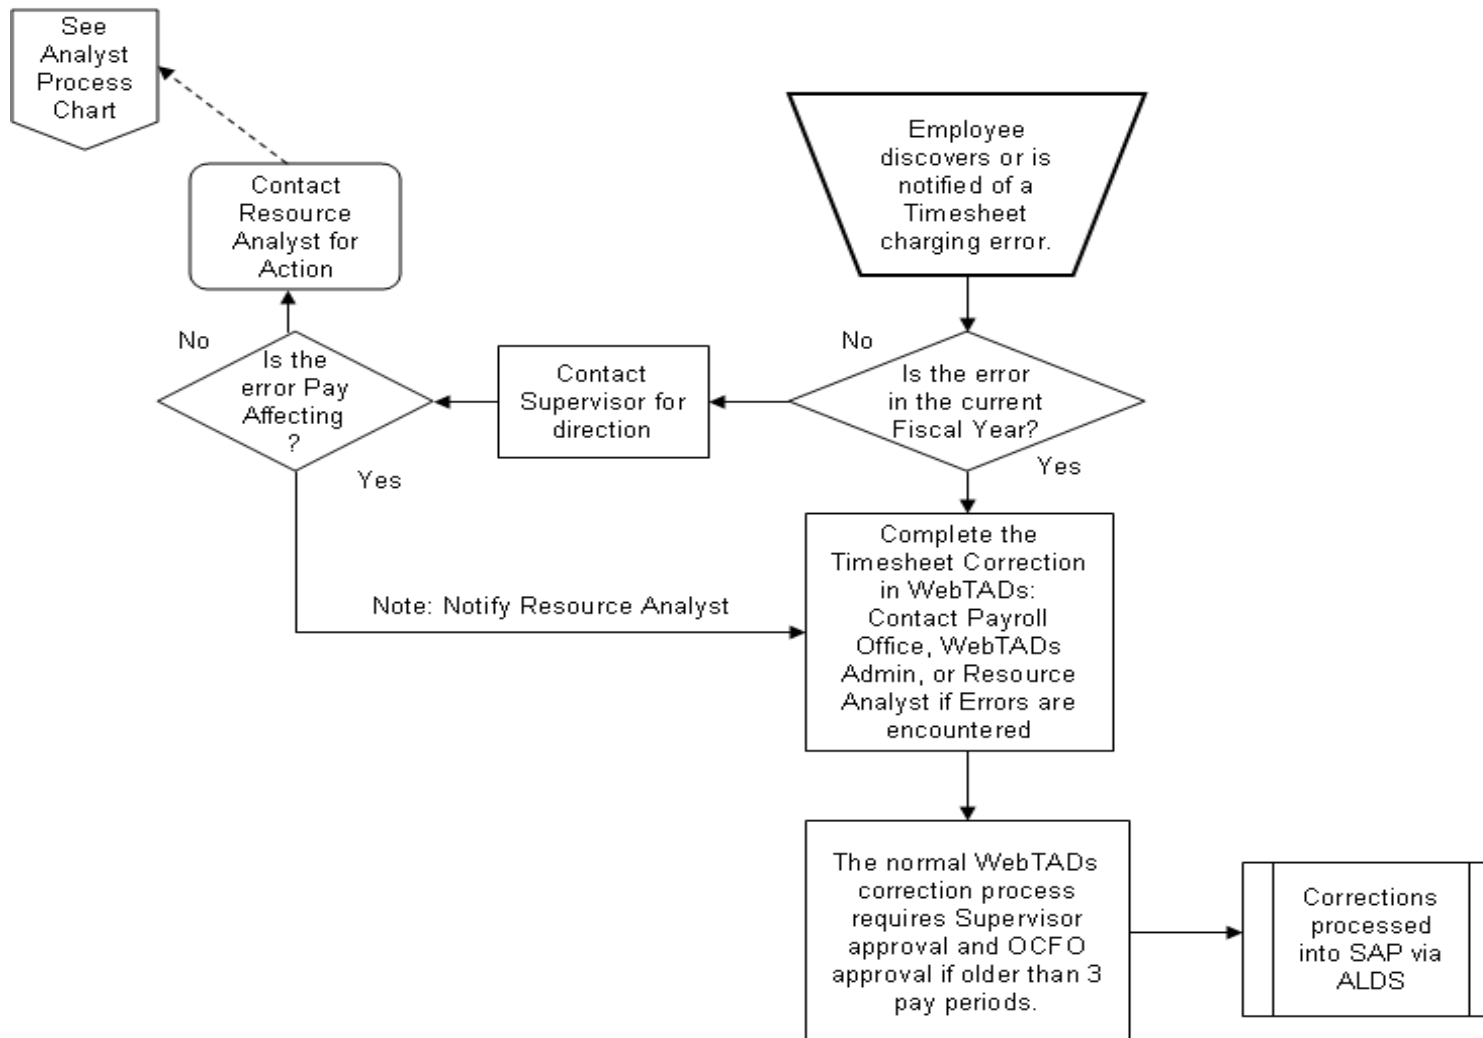 See
Analyst
Process
Chart
Employee
discovers or is
notified of a
Timesheet
charging error.
Contact
Resource
Analyst for
Action
No
Is the
error Pay
Affecting
?
Yes
Contact
Supervisor for
direction
No
Is the error
in the current
Fiscal Year?
Yes
Note: Notify Resource Analyst
Complete the
Timesheet Correction
in WebTADs:
Contact Payroll
Office, WebTADs
Admin, or Resource
Analyst if Errors are
encountered
The normal WebTADs
correction process
requires Supervisor
approval and OCFO
approval if older than 3
pay periods.
Corrections
processed
into SAP via
ALDS